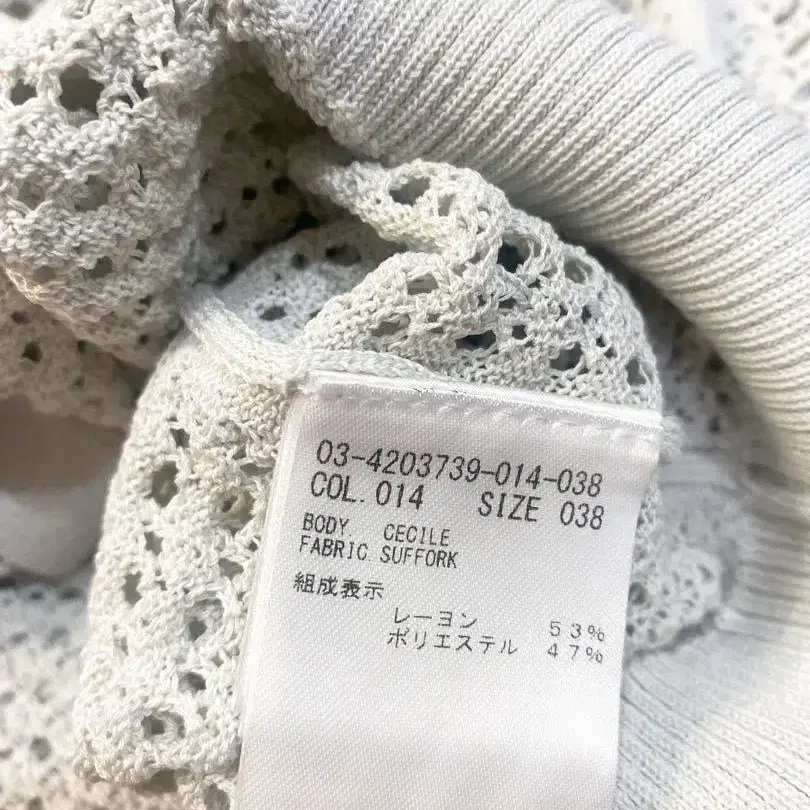 03-4203739-014-038
COL. 014 SIZE 038
BODY CECILE
FABRIC. SUFFORK
組成表示
レーヨン 53%
ポリエステル 47%